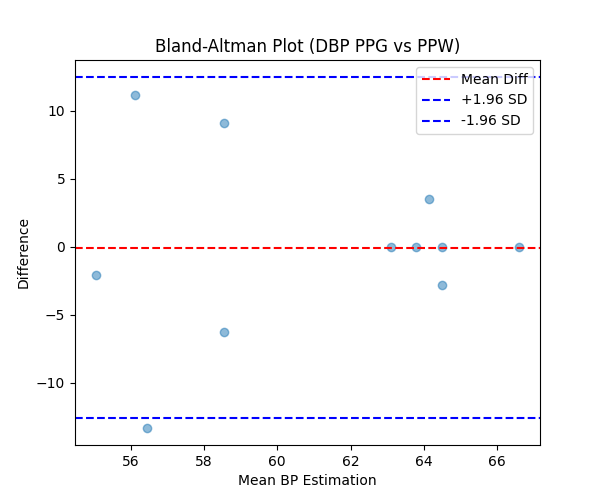 Bland-Altman Plot (DBP PPG vs PPW)
Mean Diff
+1.96 SD
-1.96 SD
10
5
0
−5
−10
Difference
56 58 60 62 64 66
Mean BP Estimation